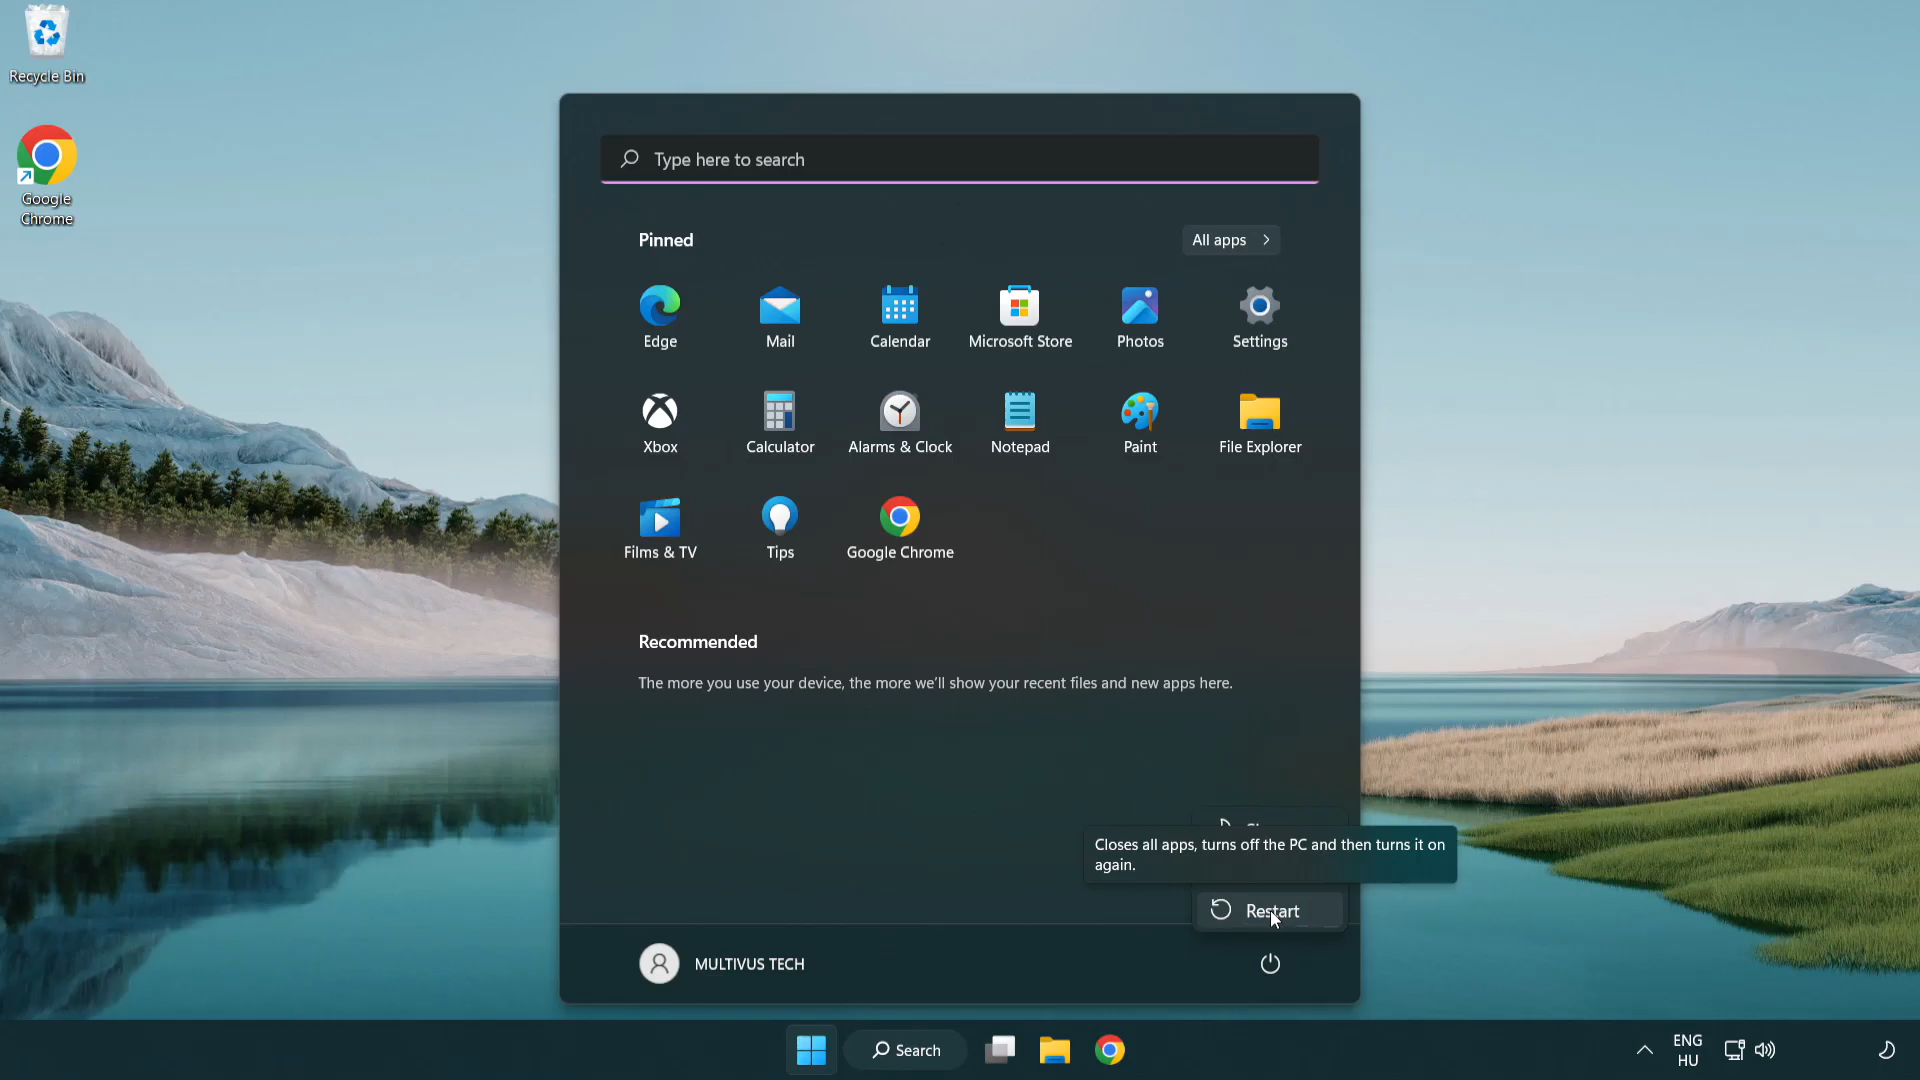 Recycle Bin
Google
Chrome
Type here to search
Pinned
All apps
Edge
Mail
Calendar
Microsoft Store
Photos
Settings
Xbox
Calculator
Alarms & Clock
Notepad
Paint
File Explorer
Films & TV
Tips
Google Chrome
Recommended
The more you use your device, the more we’ll show your recent files and new apps here.
Closes all apps, turns off the PC and then turns it on
again.
Restart
MULTIVUS TECH
Search
ENG
HU